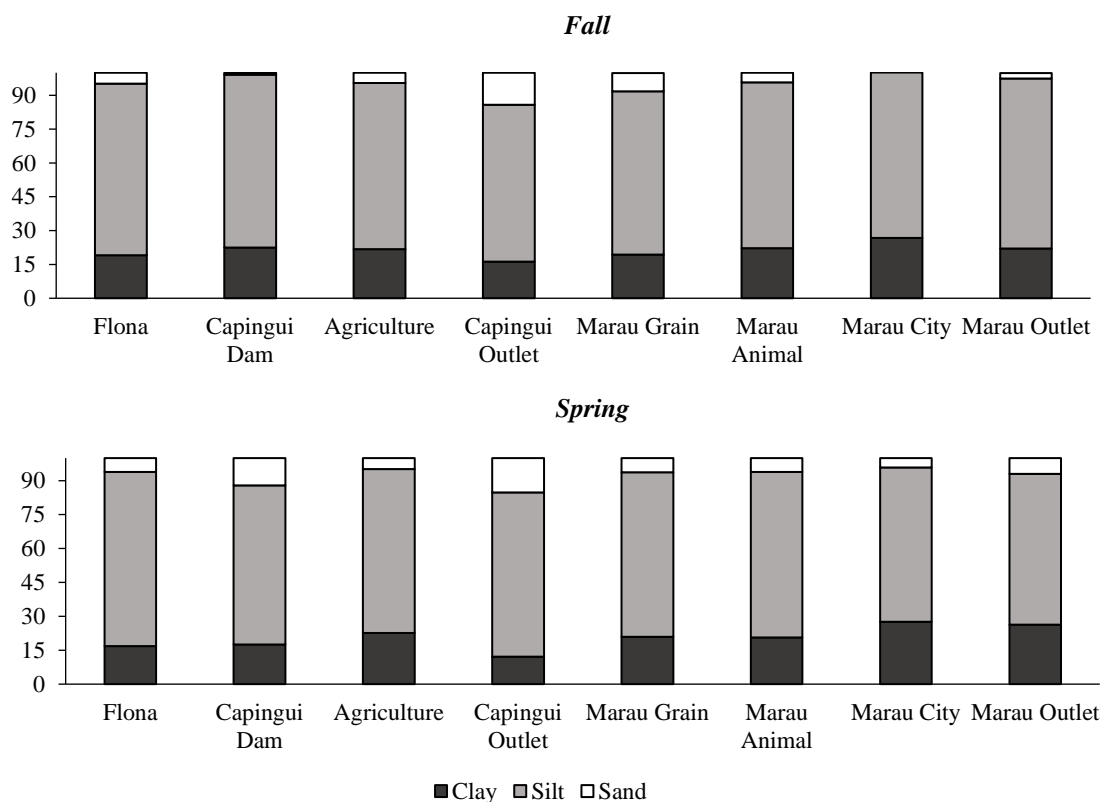 Fall
90
75
60
45
30
15
0
Flona Capingui Dam Agriculture Capingui Outlet Marau Grain Marau Animal Marau City Marau Outlet
Spring
90
75
60
45
30
15
0
Flona Capingui Dam Agriculture Capingui Outlet Marau Grain Marau Animal Marau City Marau Outlet
Clay Silt Sand